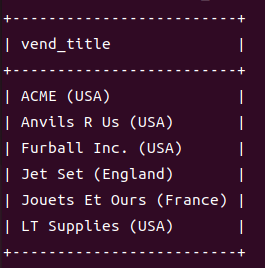 +-------------------------+
| vend_title              |
+-------------------------+
| ACME (USA)              |
| Anvils R Us (USA)       |
| Furball Inc. (USA)      |
| Jet Set (England)       |
| Jouets Et Ours (France) |
| LT Supplies (USA)       |
+-------------------------+